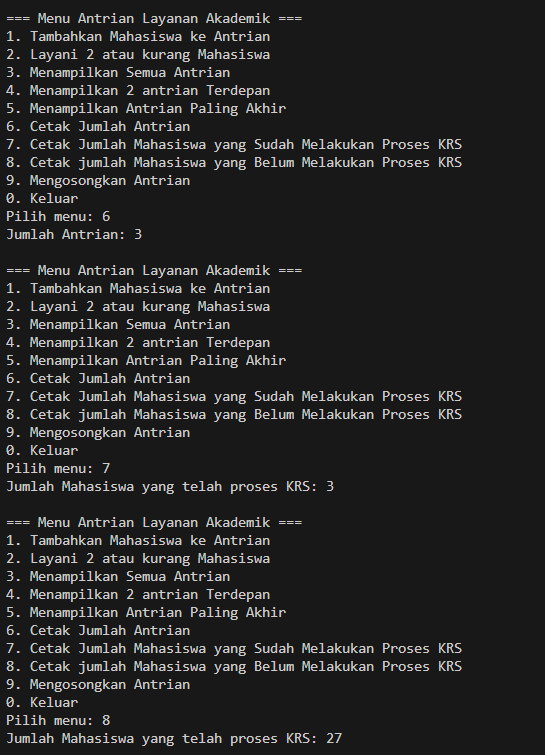 === Menu Antrian Layanan Akademik ===
1. Tambahkan Mahasiswa ke Antrian
2. Layani 2 atau kurang Mahasiswa
3. Menampilkan Semua Antrian
4. Menampilkan 2 antrian Terdepan
5. Menampilkan Antrian Paling Akhir
6. Cetak Jumlah Antrian
7. Cetak Jumlah Mahasiswa yang Sudah Melakukan Proses KRS
8. Cetak jumlah Mahasiswa yang Belum Melakukan Proses KRS
9. Mengosongkan Antrian
0. Keluar
Pilih menu: 6
Jumlah Antrian: 3

=== Menu Antrian Layanan Akademik ===
1. Tambahkan Mahasiswa ke Antrian
2. Layani 2 atau kurang Mahasiswa
3. Menampilkan Semua Antrian
4. Menampilkan 2 antrian Terdepan
5. Menampilkan Antrian Paling Akhir
6. Cetak Jumlah Antrian
7. Cetak Jumlah Mahasiswa yang Sudah Melakukan Proses KRS
8. Cetak jumlah Mahasiswa yang Belum Melakukan Proses KRS
9. Mengosongkan Antrian
0. Keluar
Pilih menu: 7
Jumlah Mahasiswa yang telah proses KRS: 3

=== Menu Antrian Layanan Akademik ===
1. Tambahkan Mahasiswa ke Antrian
2. Layani 2 atau kurang Mahasiswa
3. Menampilkan Semua Antrian
4. Menampilkan 2 antrian Terdepan
5. Menampilkan Antrian Paling Akhir
6. Cetak Jumlah Antrian
7. Cetak Jumlah Mahasiswa yang Sudah Melakukan Proses KRS
8. Cetak jumlah Mahasiswa yang Belum Melakukan Proses KRS
9. Mengosongkan Antrian
0. Keluar
Pilih menu: 8
Jumlah Mahasiswa yang telah proses KRS: 27